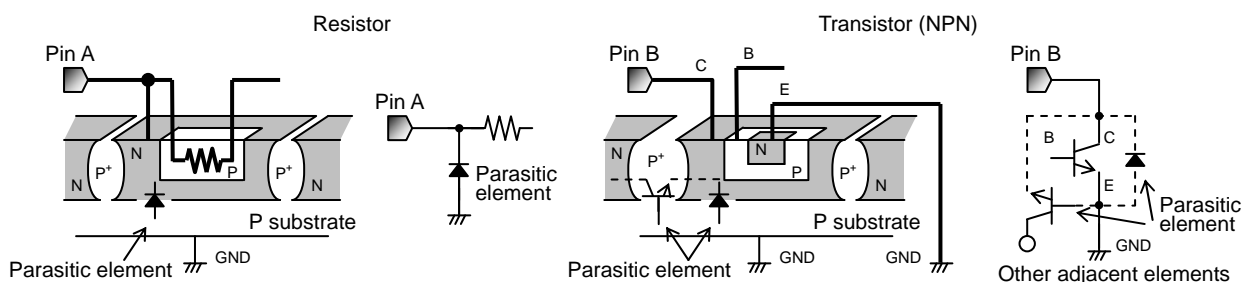 Resistor
Pin A
N
N
P+
P
P+
N
P substrate
Parasitic element
GND
Pin A
Parasitic
element
Transistor (NPN)
Pin B
C
B
E
N
P+
N
N
P
P+
N
P substrate
Parasitic element
GND
GND
Pin B
B
C
E
Parasitic
element
GND
Other adjacent elements